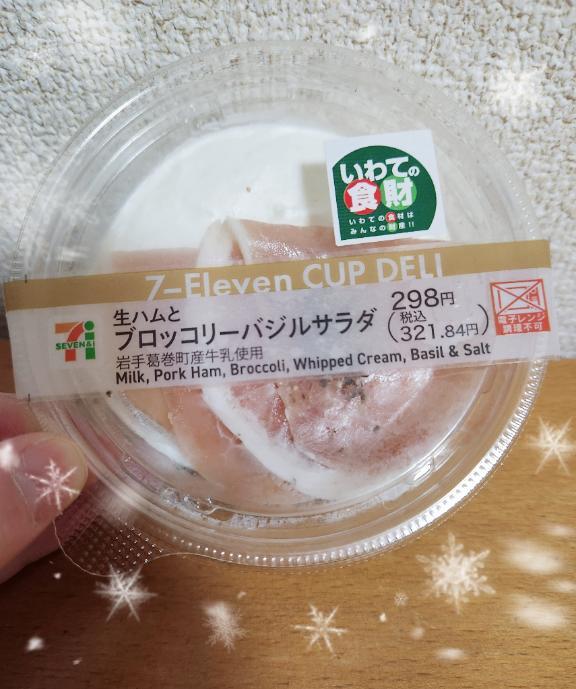 いわての
食財
いわての食材は
みんなの財産!!
7-Eleven CUP DELI
7i
SEVEN&i
生ハムと
ブロッコリーバジルサラダ
298円
(税込
321.84円)
電子レンジ
調理不可
岩手葛巻町産牛乳使用
Milk, Pork Ham, Broccoli, Whipped Cream, Basil & Salt